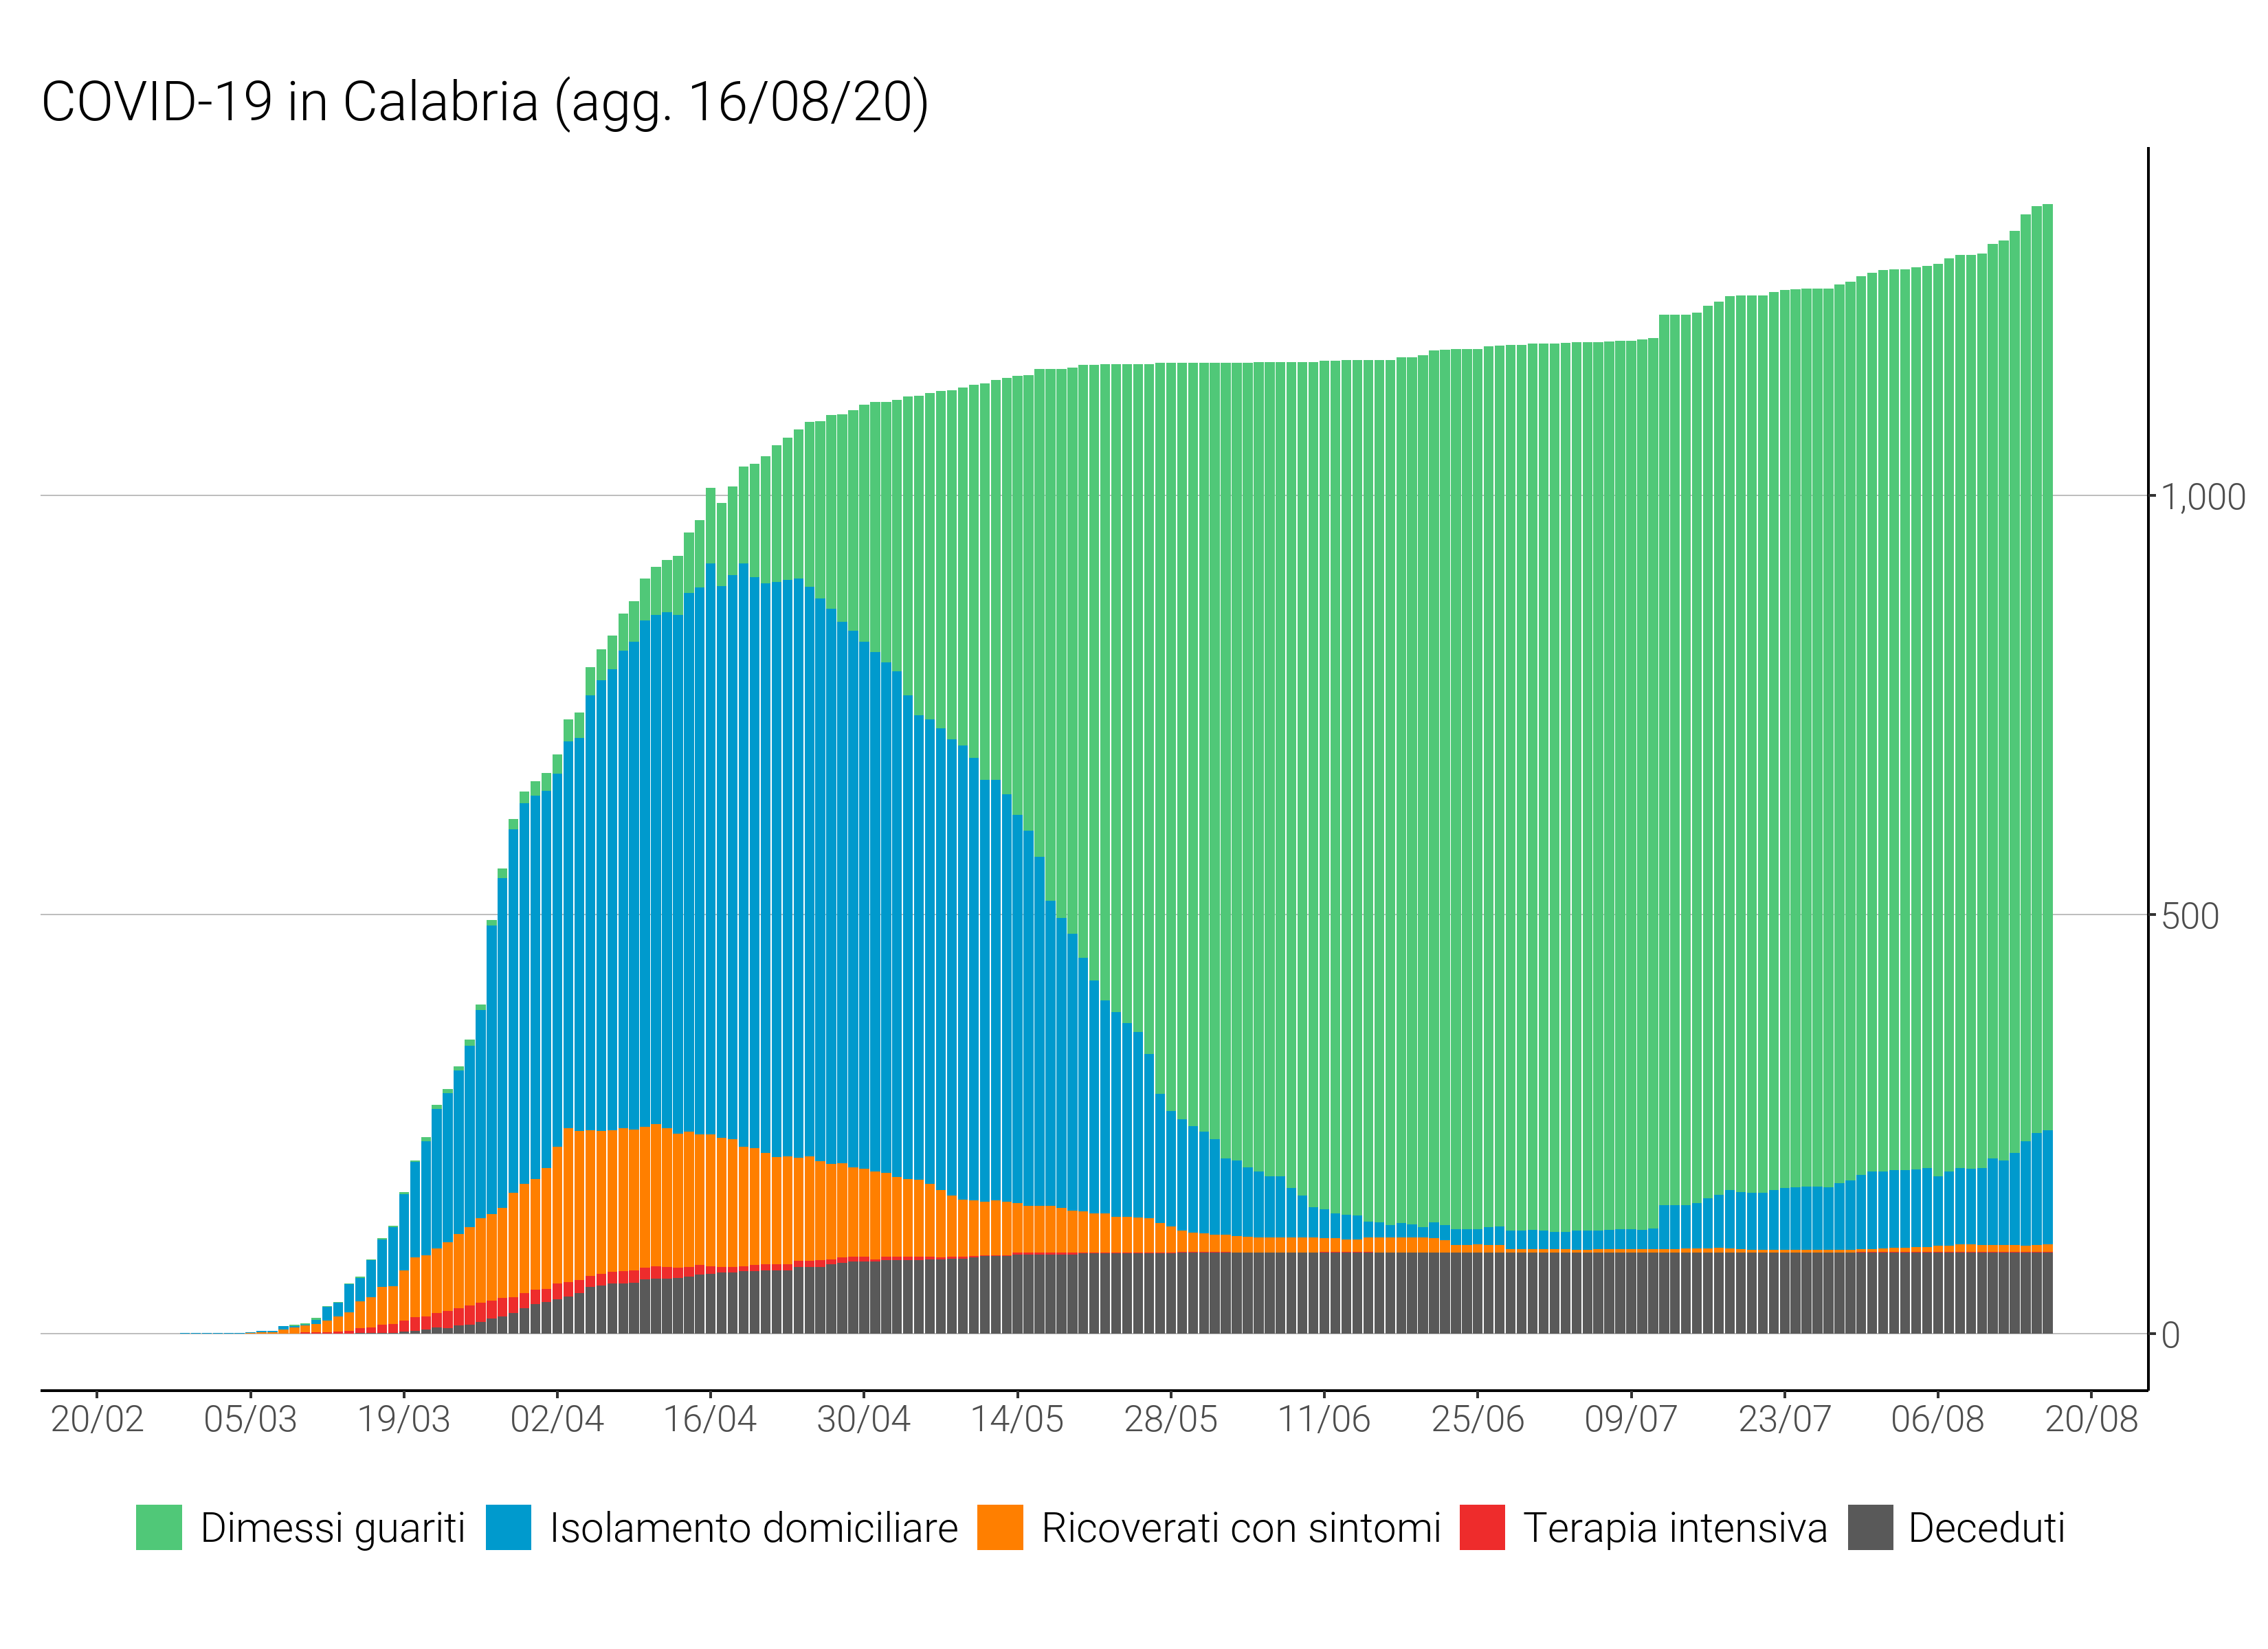 COVID-19 in Calabria (agg. 16/08/20)
1,000
500
0
20/02 05/03 19/03 02/04 16/04 30/04 14/05 28/05 11/06 25/06 09/07 23/07 06/08 20/08
Dimessi guariti Isolamento domiciliare Ricoverati con sintomi Terapia intensiva Deceduti